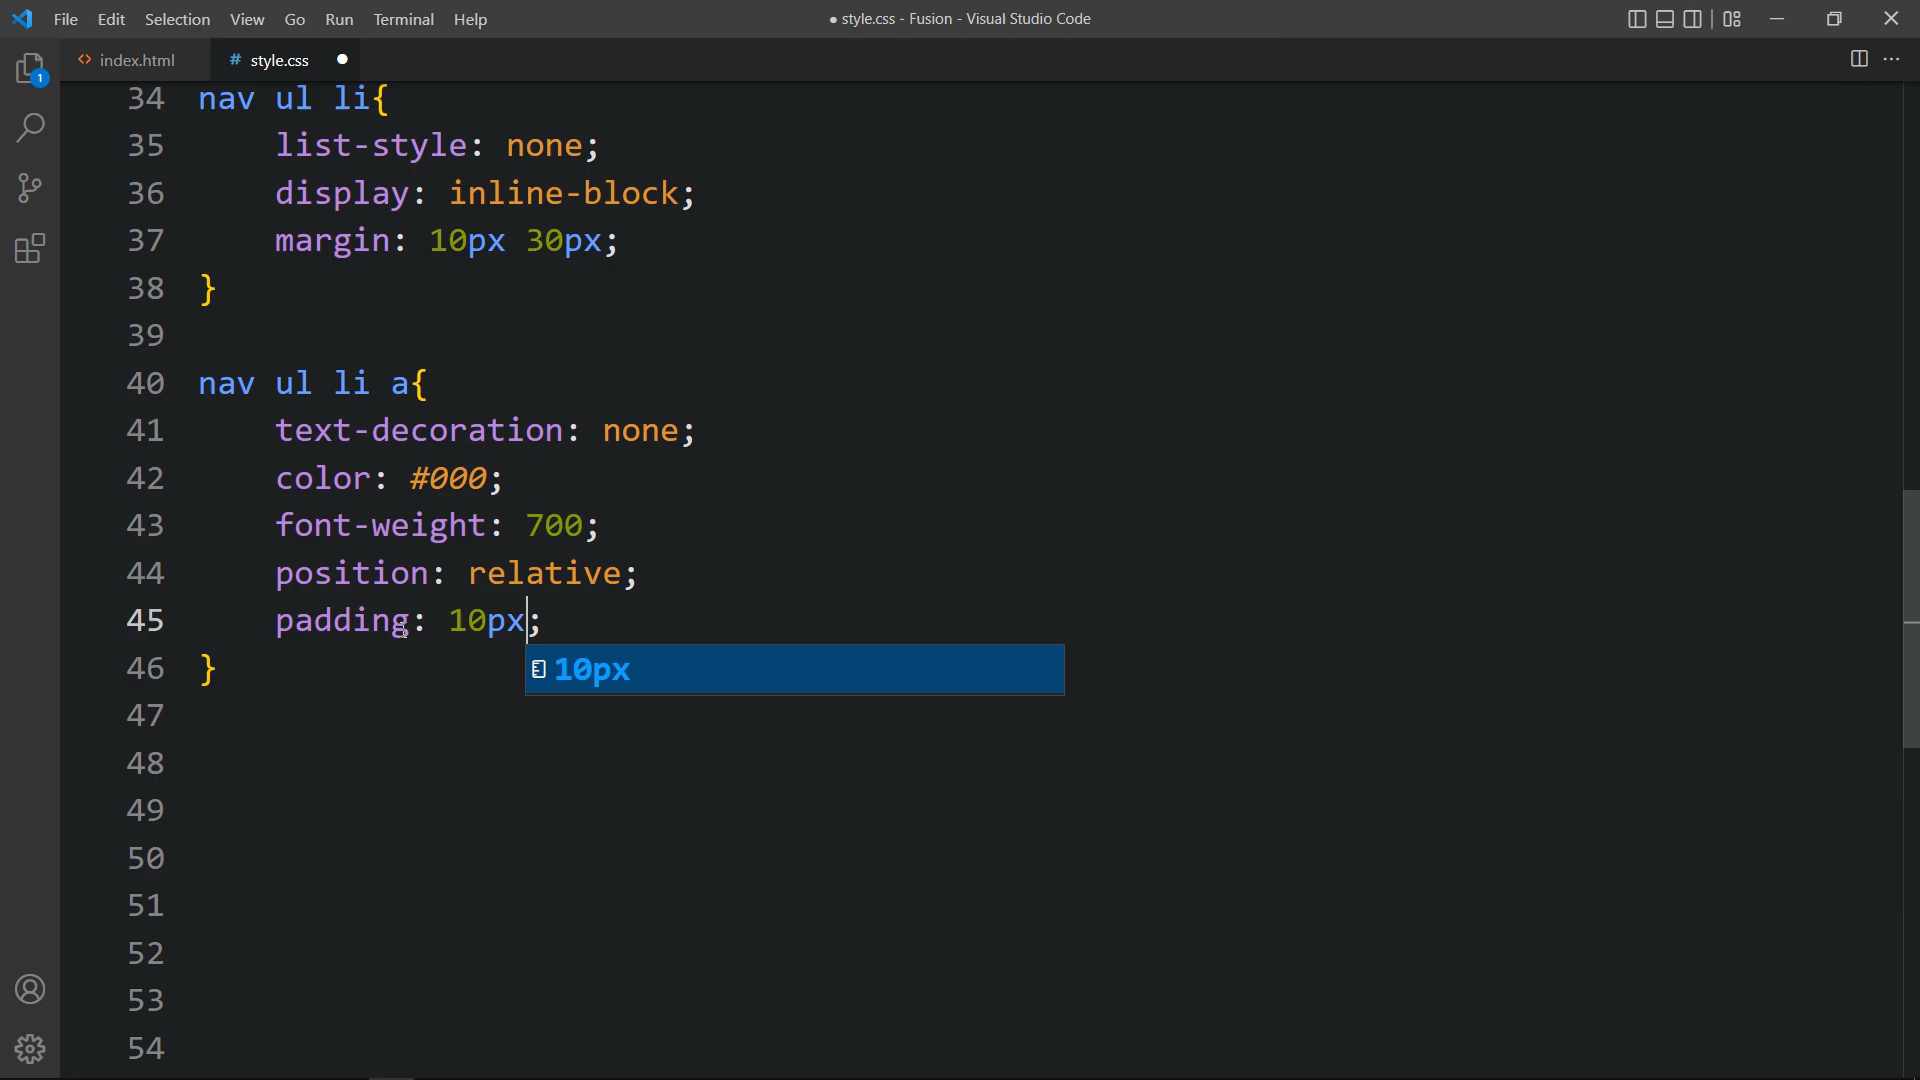 File Edit Selection View Go Run Terminal Help ● style.css - Fusion - Visual Studio Code
<> index.html # style.css ●
1
34 nav ul li{
35     list-style: none;
36     display: inline-block;
37     margin: 10px 30px;
38 }
39
40 nav ul li a{
41     text-decoration: none;
42     color: #000;
43     font-weight: 700;
44     position: relative;
45     padding: 10px;
46 }
10px
47
48
49
50
51
52
53
54